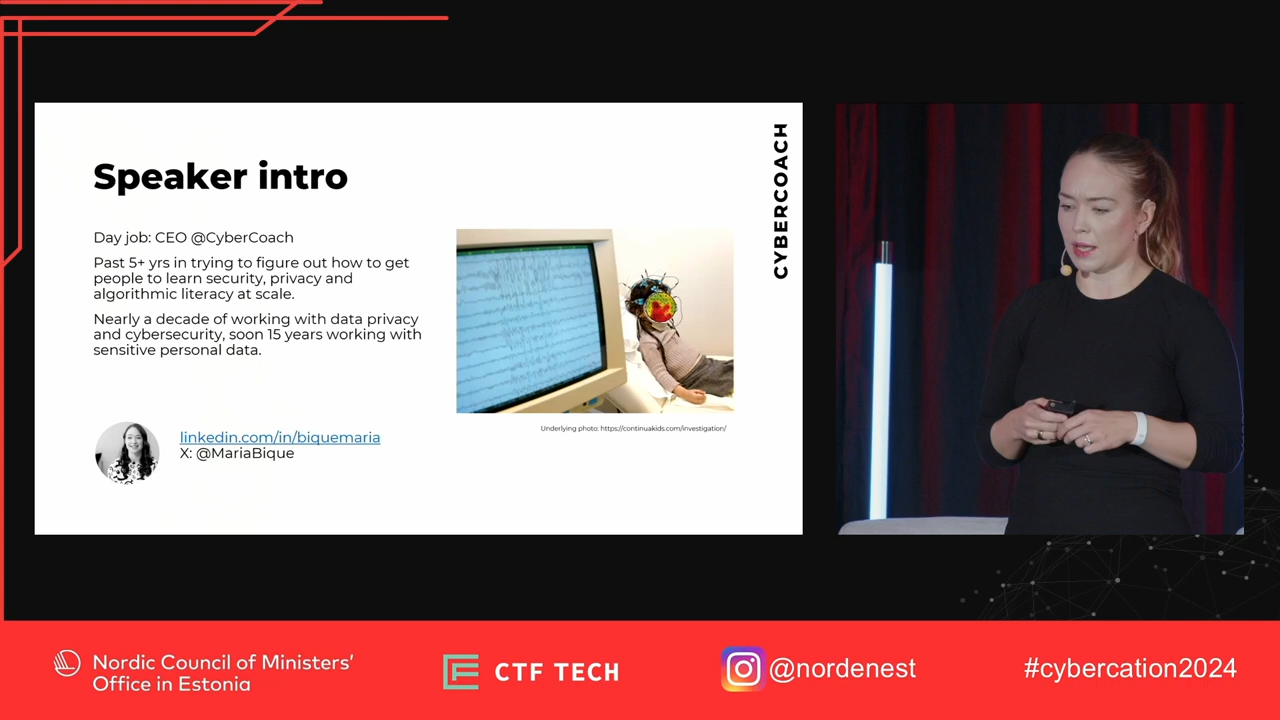 Speaker intro
CYBERCOACH
Day job: CEO @CyberCoach
Past 5+ yrs in trying to figure out how to get
people to learn security, privacy and
algorithmic literacy at scale.
Nearly a decade of working with data privacy
and cybersecurity, soon 15 years working with
sensitive personal data.
Underlying photo: https://continuakids.com/investigation/
linkedin.com/in/biquemaria
X: @MariaBique
Nordic Council of Ministers'
Office in Estonia
CTF TECH
@nordenest
#cybercation2024